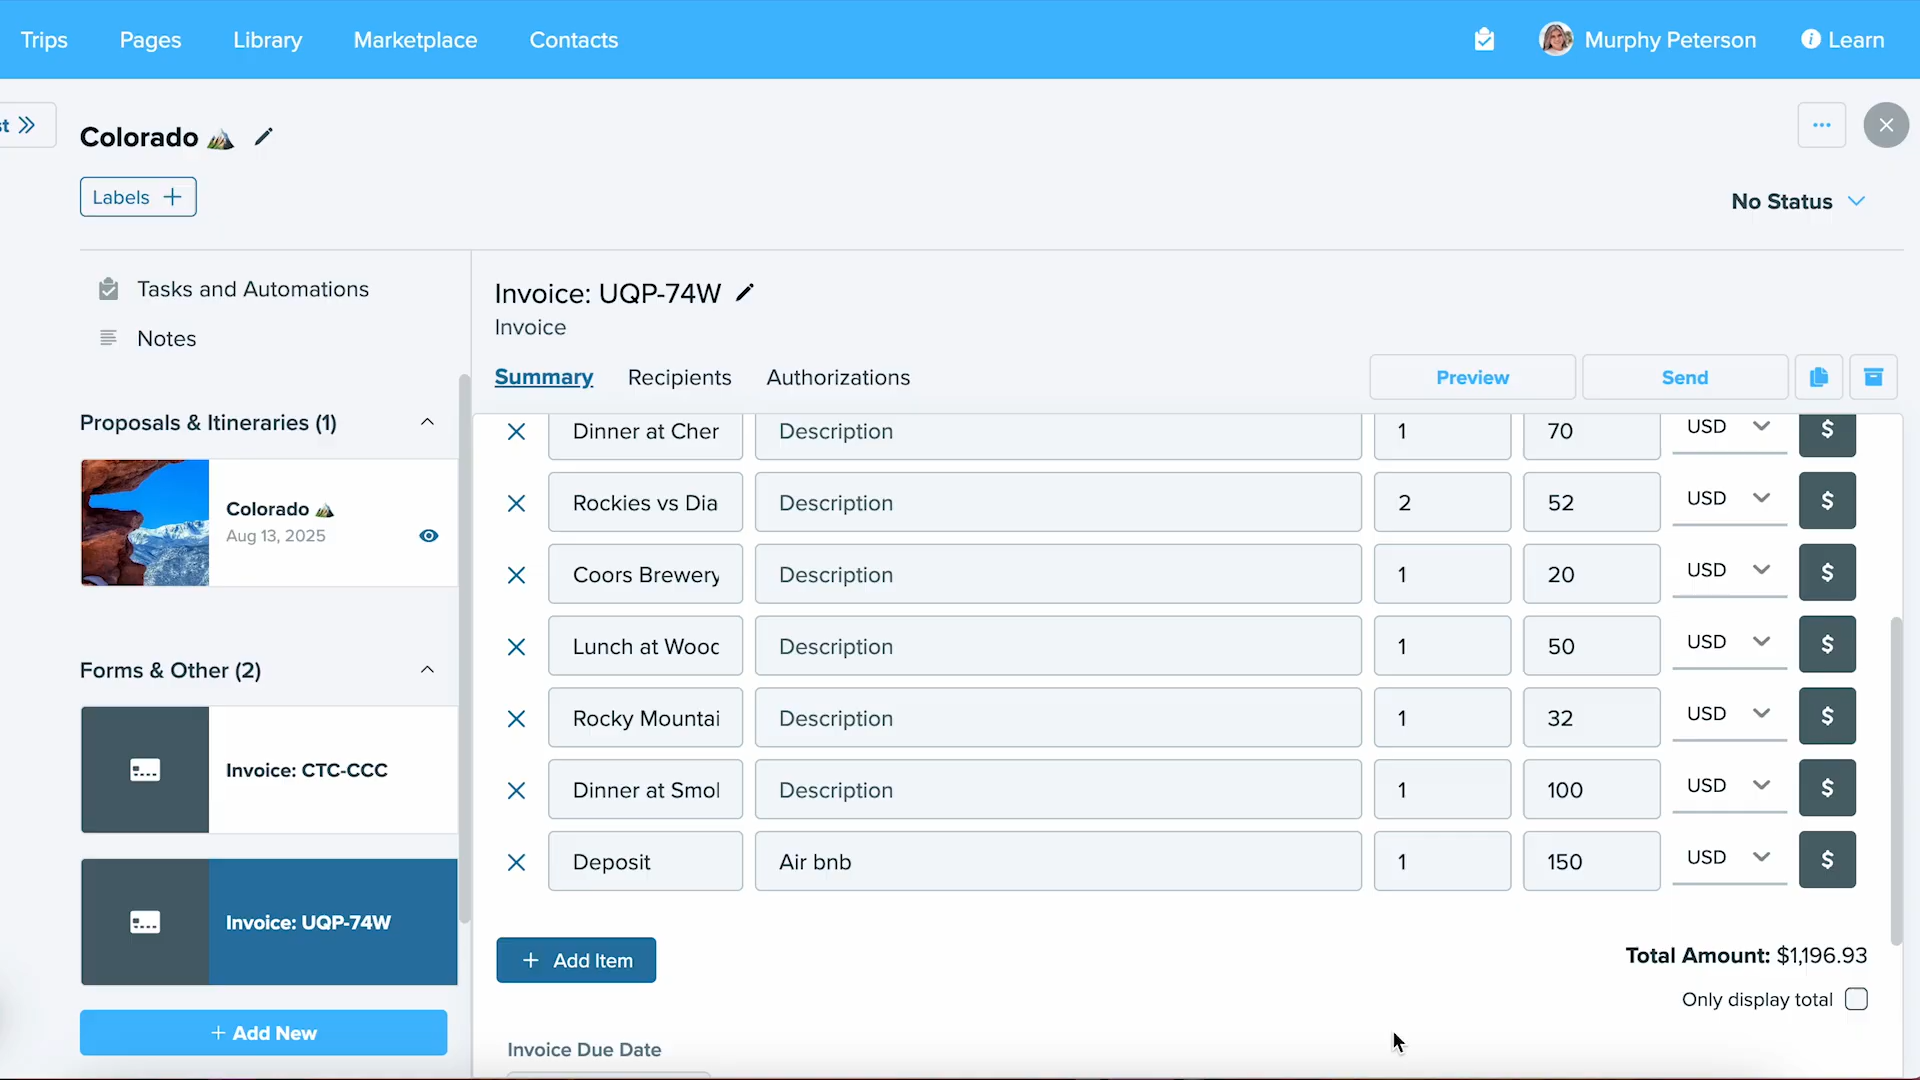 Trips Pages Library Marketplace Contacts Murphy Peterson Learn
st
Colorado
Labels
No Status
Tasks and Automations
Notes
Proposals & Itineraries (1)
Colorado
Aug 13, 2025
Forms & Other (2)
Invoice: CTC-CCC
Invoice: UQP-74W
+ Add New
Invoice: UQP-74W
Invoice
Summary Recipients Authorizations Preview Send
Dinner at Cher Description 1 70 USD $
Rockies vs Dia Description 2 52 USD $
Coors Brewery Description 1 20 USD $
Lunch at Wood Description 1 50 USD $
Rocky Mountai Description 1 32 USD $
Dinner at Smol Description 1 100 USD $
Deposit Air bnb 1 150 USD $
+ Add Item
Total Amount: $1,196.93
Only display total
Invoice Due Date